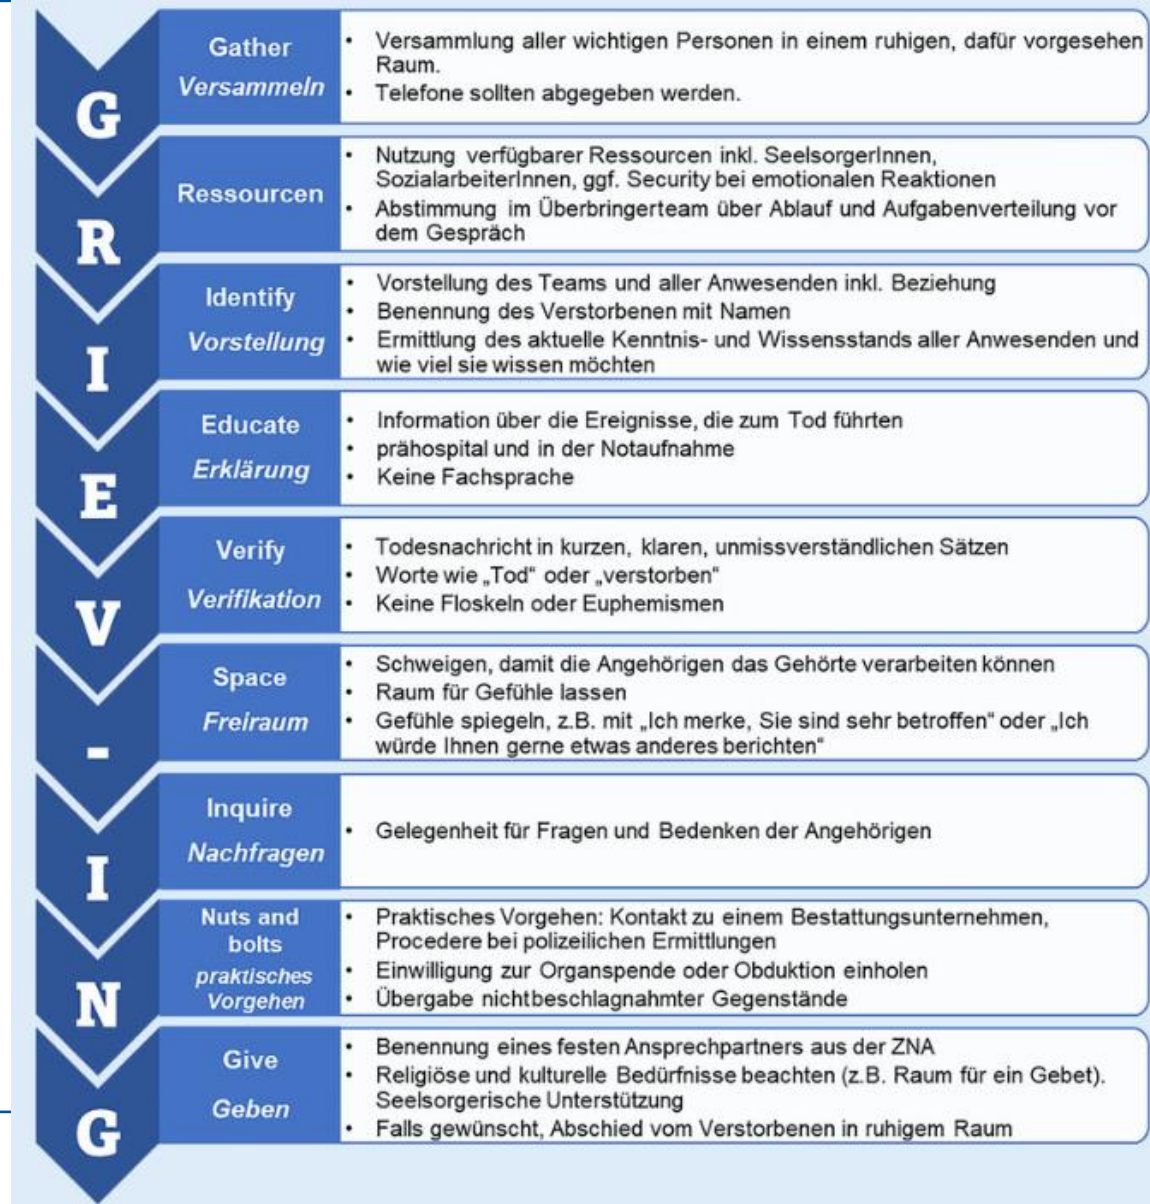 G
Gather
Versammeln
• Versammlung aller wichtigen Personen in einem ruhigen, dafür vorgesehen
Raum.
• Telefone sollten abgegeben werden.
R
Ressourcen
• Nutzung verfügbarer Ressourcen inkl. SeelsorgerInnen,
SozialarbeiterInnen, ggf. Security bei emotionalen Reaktionen
• Abstimmung im Überbringerteam über Ablauf und Aufgabenverteilung vor
dem Gespräch
I
Identify
Vorstellung
• Vorstellung des Teams und aller Anwesenden inkl. Beziehung
• Benennung des Verstorbenen mit Namen
• Ermittlung des aktuelle Kenntnis- und Wissensstands aller Anwesenden und
wie viel sie wissen möchten
E
Educate
Erklärung
• Information über die Ereignisse, die zum Tod führten
• prähospital und in der Notaufnahme
• Keine Fachsprache
V
Verify
Verifikation
• Todesnachricht in kurzen, klaren, unmissverständlichen Sätzen
• Worte wie „Tod“ oder „verstorben“
• Keine Floskeln oder Euphemismen
-
Space
Freiraum
• Schweigen, damit die Angehörigen das Gehörte verarbeiten können
• Raum für Gefühle lassen
• Gefühle spiegeln, z.B. mit „Ich merke, Sie sind sehr betroffen“ oder „Ich
würde Ihnen gerne etwas anderes berichten“
I
Inquire
Nachfragen
• Gelegenheit für Fragen und Bedenken der Angehörigen
N
Nuts and
bolts
praktisches
Vorgehen
• Praktisches Vorgehen: Kontakt zu einem Bestattungsunternehmen,
Procedere bei polizeilichen Ermittlungen
• Einwilligung zur Organspende oder Obduktion einholen
• Übergabe nichtbeschlagnahmter Gegenstände
G
Give
Geben
• Benennung eines festen Ansprechpartners aus der ZNA
• Religiöse und kulturelle Bedürfnisse beachten (z.B. Raum für ein Gebet).
Seelsorgerische Unterstützung
• Falls gewünscht, Abschied vom Verstorbenen in ruhigem Raum